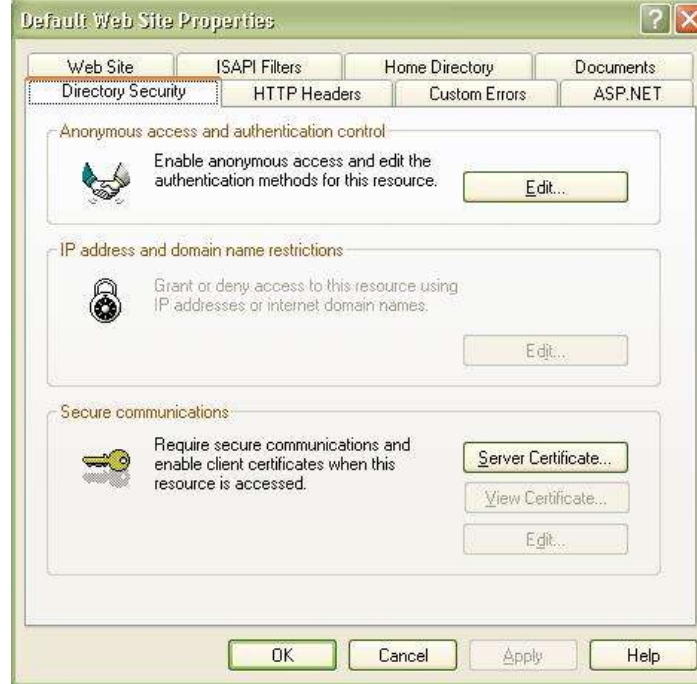 Default Web Site Properties
Web Site ISAPI Filters Home Directory Documents
Directory Security HTTP Headers Custom Errors ASP.NET
Anonymous access and authentication control
Enable anonymous access and edit the
authentication methods for this resource.
Edit...
IP address and domain name restrictions
Grant or deny access to this resource using
IP addresses or internet domain names.
Edit...
Secure communications
Require secure communications and
enable client certificates when this
resource is accessed.
Server Certificate...
View Certificate...
Edit...
OK Cancel Apply Help